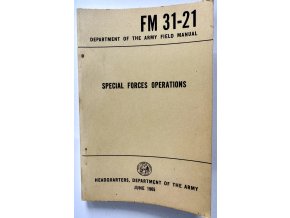 FM 31-21
DEPARTMENT OF THE ARMY FIELD MANUAL
SPECIAL FORCES OPERATIONS
HEADQUARTERS, DEPARTMENT OF THE ARMY
JUNE 1965